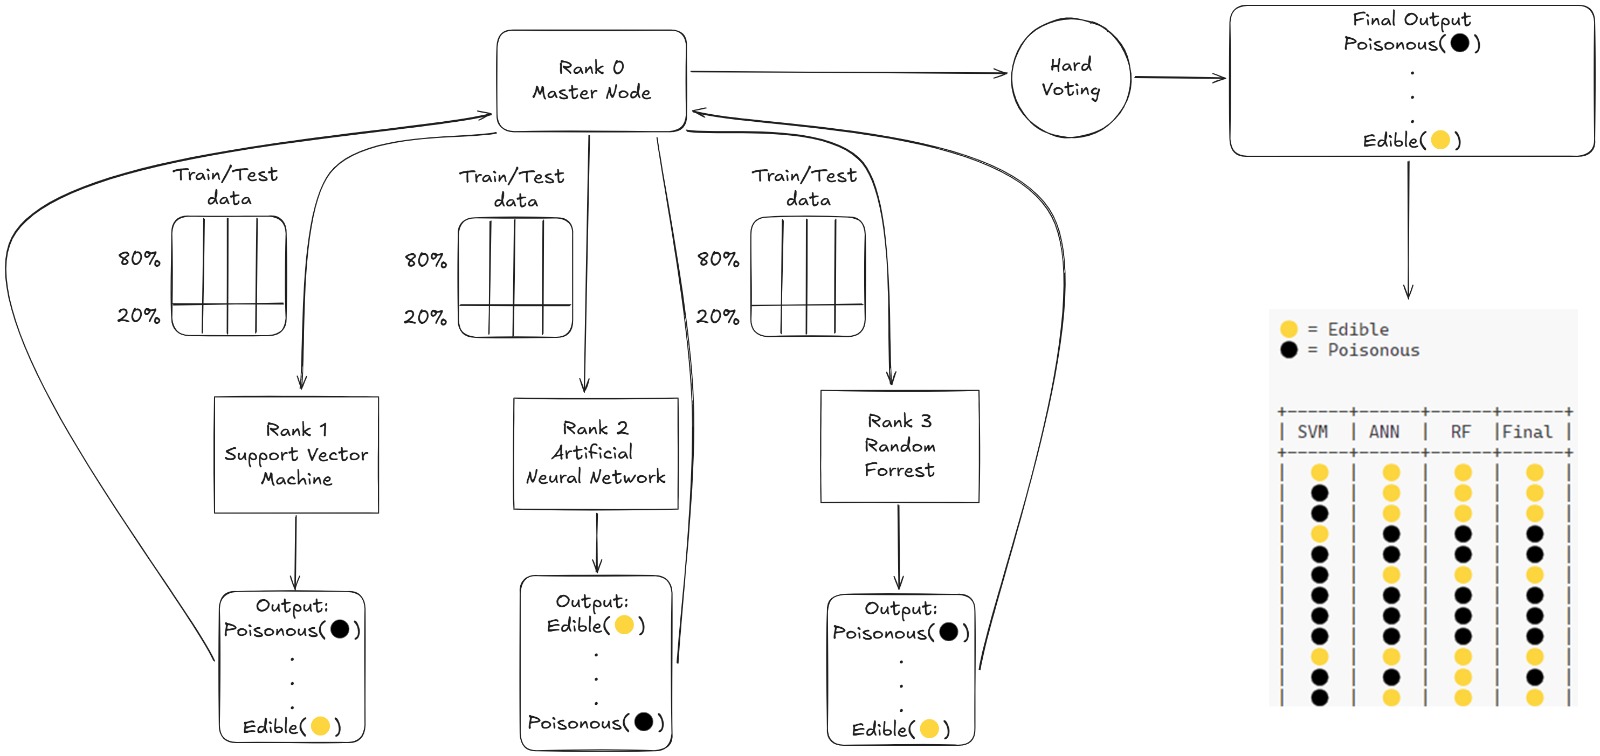 Rank 0
Master Node
Hard
Voting
Final Output
Poisonous(⚫)
.
.
.
Edible(🟡)
Train/Test
data
80%
20%
Train/Test
data
80%
20%
Train/Test
data
80%
20%
Rank 1
Support Vector
Machine
Rank 2
Artificial
Neural Network
Rank 3
Random
Forrest
Output:
Poisonous(⚫)
.
.
.
Edible(🟡)
Output:
Edible(🟡)
.
.
.
Poisonous(⚫)
Output:
Poisonous(⚫)
.
.
.
Edible(🟡)
🟡 = Edible
⚫ = Poisonous
+------+------+------+------+
| SVM | ANN | RF |Final |
+------+------+------+------+
| 🟡 | 🟡 | 🟡 | 🟡 |
| ⚫ | 🟡 | 🟡 | 🟡 |
| ⚫ | 🟡 | 🟡 | 🟡 |
| 🟡 | ⚫ | ⚫ | ⚫ |
| ⚫ | ⚫ | ⚫ | ⚫ |
| ⚫ | 🟡 | 🟡 | 🟡 |
| ⚫ | ⚫ | ⚫ | ⚫ |
| ⚫ | ⚫ | ⚫ | ⚫ |
| ⚫ | ⚫ | ⚫ | ⚫ |
| 🟡 | 🟡 | 🟡 | 🟡 |
| ⚫ | ⚫ | 🟡 | ⚫ |
| ⚫ | 🟡 | 🟡 | 🟡 |